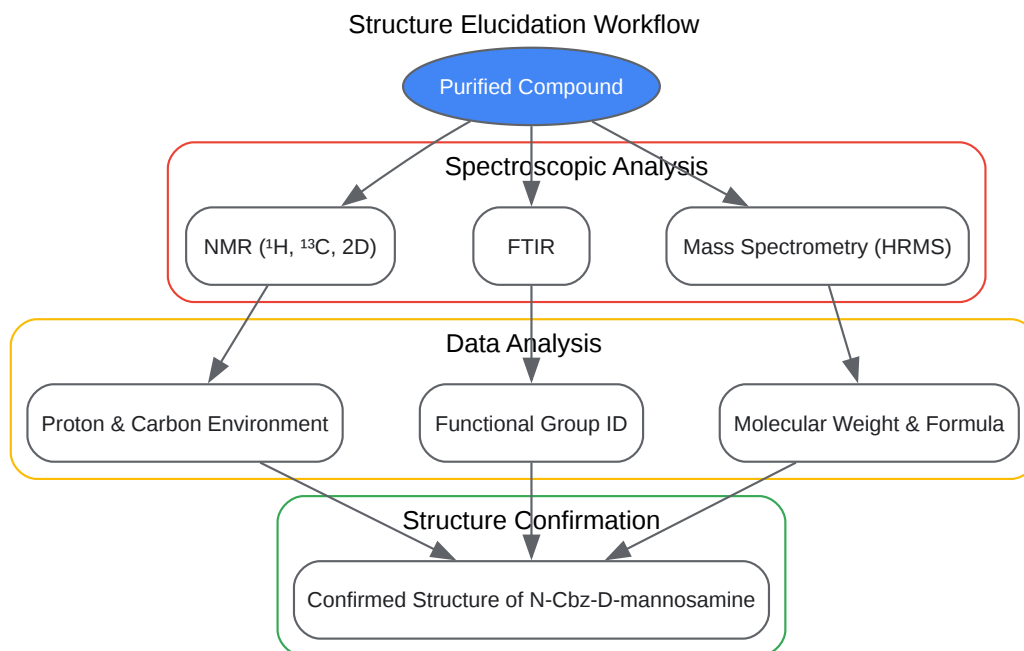 Structure Elucidation Workflow
Purified Compound
Spectroscopic Analysis
NMR (¹H, ¹³C, 2D)
FTIR
Mass Spectrometry (HRMS)
Data Analysis
Proton & Carbon Environment
Functional Group ID
Molecular Weight & Formula
Structure Confirmation
Confirmed Structure of N-Cbz-D-mannosamine